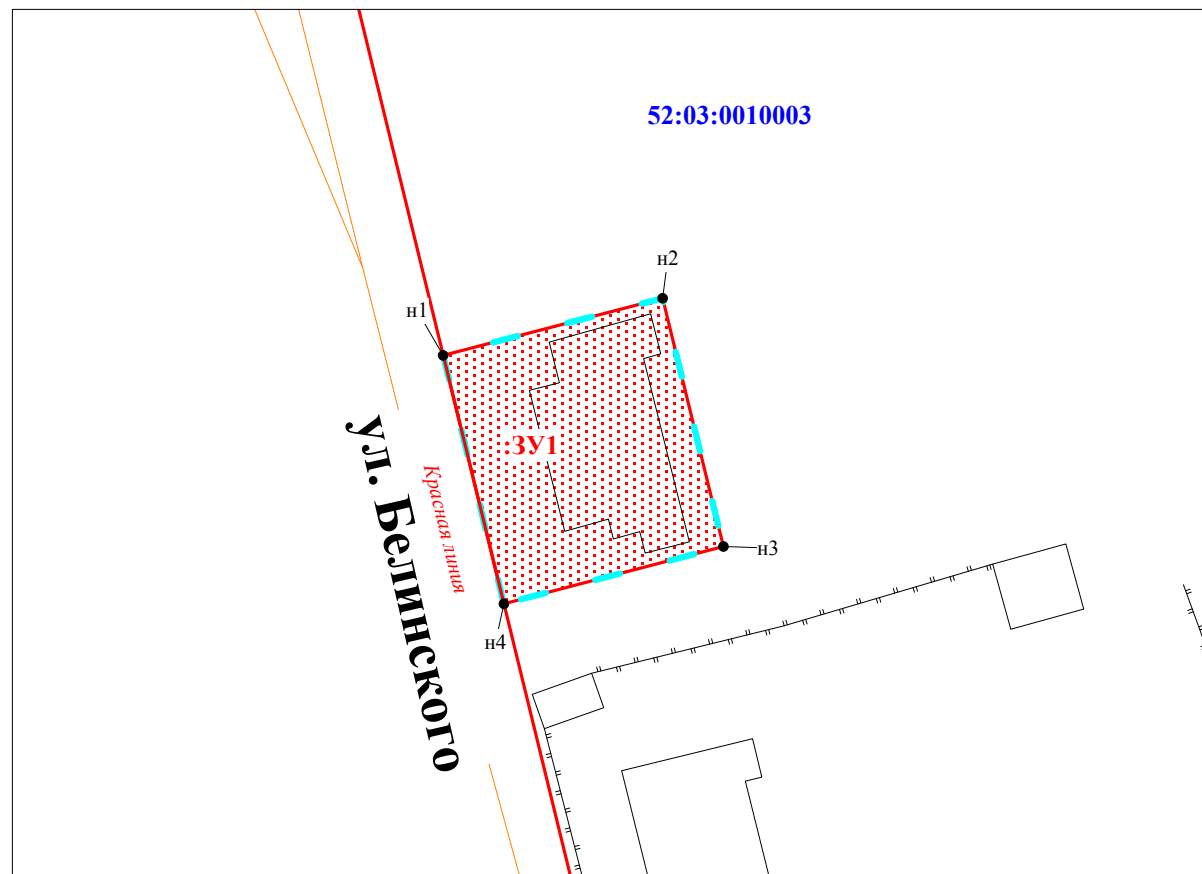 52:03:0010003
н2
н1
:ЗУ1
ул. Белинского
Красная линия
н3
н4